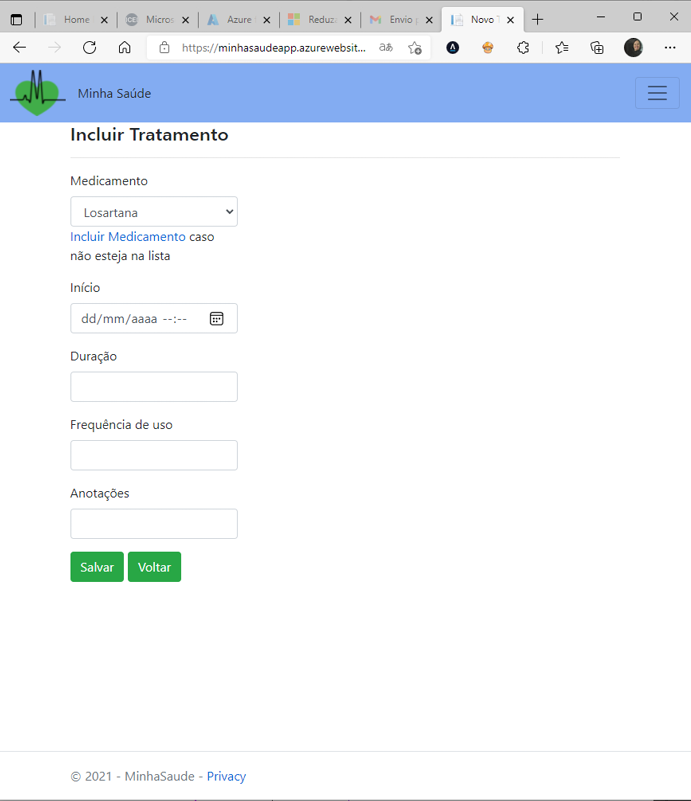 Home
Micros
Azure
Reduz
Envio p
Novo T
https://minhasaudeapp.azurewebsit...
Minha Saúde
Incluir Tratamento
Medicamento
Losartana
Incluir Medicamento caso
não esteja na lista
Início
dd/mm/aaaa --:--
Duração
Frequência de uso
Anotações
Salvar Voltar
© 2021 - MinhaSaude - Privacy